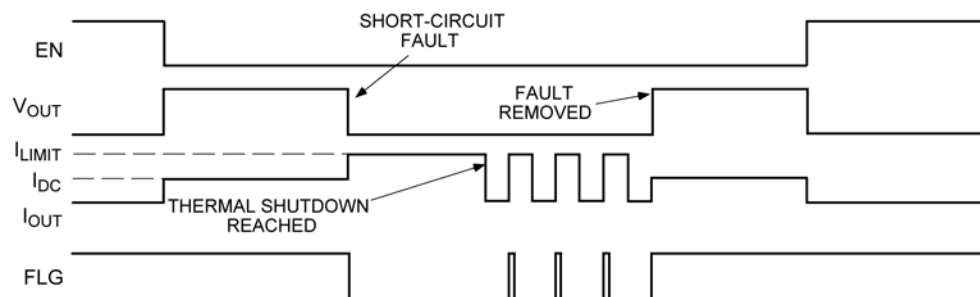 SHORT-CIRCUIT
FAULT
EN
FAULT
REMOVED
VOUT
ILIMIT
IDC
THERMAL SHUTDOWN
REACHED
IOUT
FLG